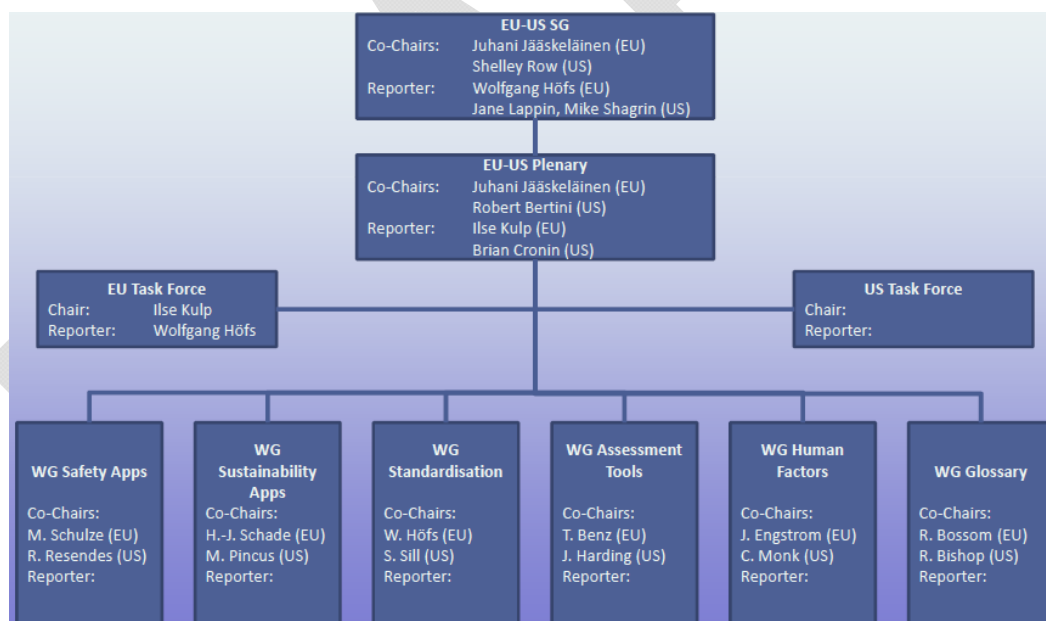 EU-US SG
Co-Chairs: Juhani Jääskeläinen (EU)
Shelley Row (US)
Reporter: Wolfgang Höfs (EU)
Jane Lappin, Mike Shagrin (US)
EU-US Plenary
Co-Chairs: Juhani Jääskeläinen (EU)
Robert Bertini (US)
Reporter: Ilse Kulp (EU)
Brian Cronin (US)
EU Task Force
Chair: Ilse Kulp
Reporter: Wolfgang Höfs
US Task Force
Chair:
Reporter:
WG Safety Apps
Co-Chairs:
M. Schulze (EU)
R. Resendes (US)
Reporter:
WG
Sustainability
Apps
Co-Chairs:
H.-J. Schade (EU)
M. Pincus (US)
Reporter:
WG
Standardisation
Co-Chairs:
W. Höfs (EU)
S. Sill (US)
Reporter:
WG Assessment
Tools
Co-Chairs:
T. Benz (EU)
J. Harding (US)
Reporter:
WG Human
Factors
Co-Chairs:
J. Engstrom (EU)
C. Monk (US)
Reporter:
WG Glossary
Co-Chairs:
R. Bossom (EU)
R. Bishop (US)
Reporter: